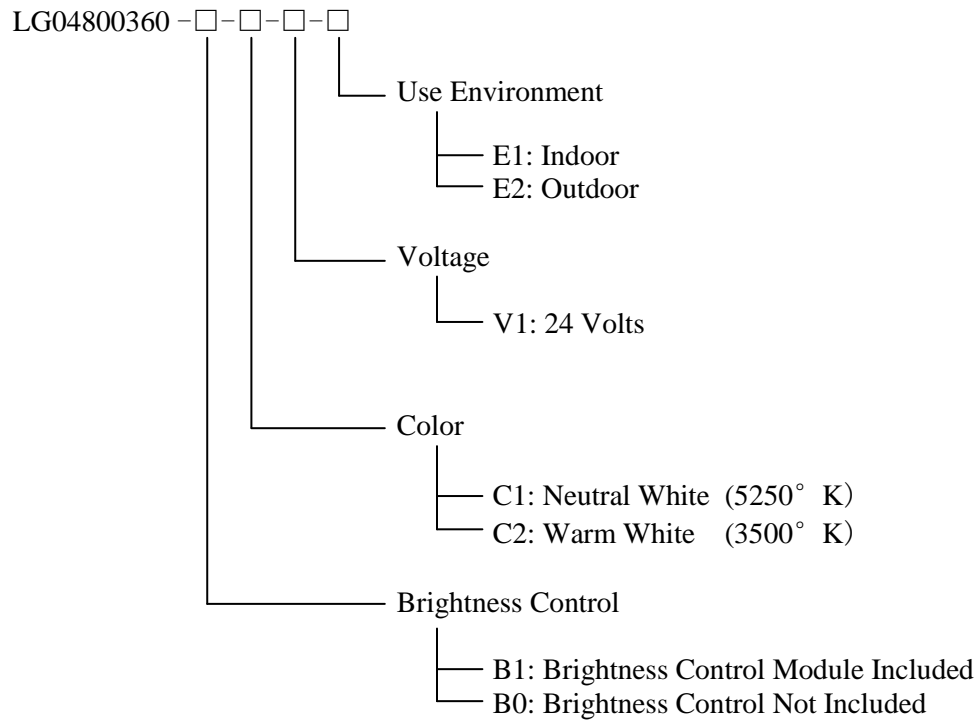 LG04800360 -□-□-□-□
Use Environment
E1: Indoor
E2: Outdoor
Voltage
V1: 24 Volts
Color
C1: Neutral White (5250° K）
C2: Warm White (3500° K）
Brightness Control
B1: Brightness Control Module Included
B0: Brightness Control Not Included